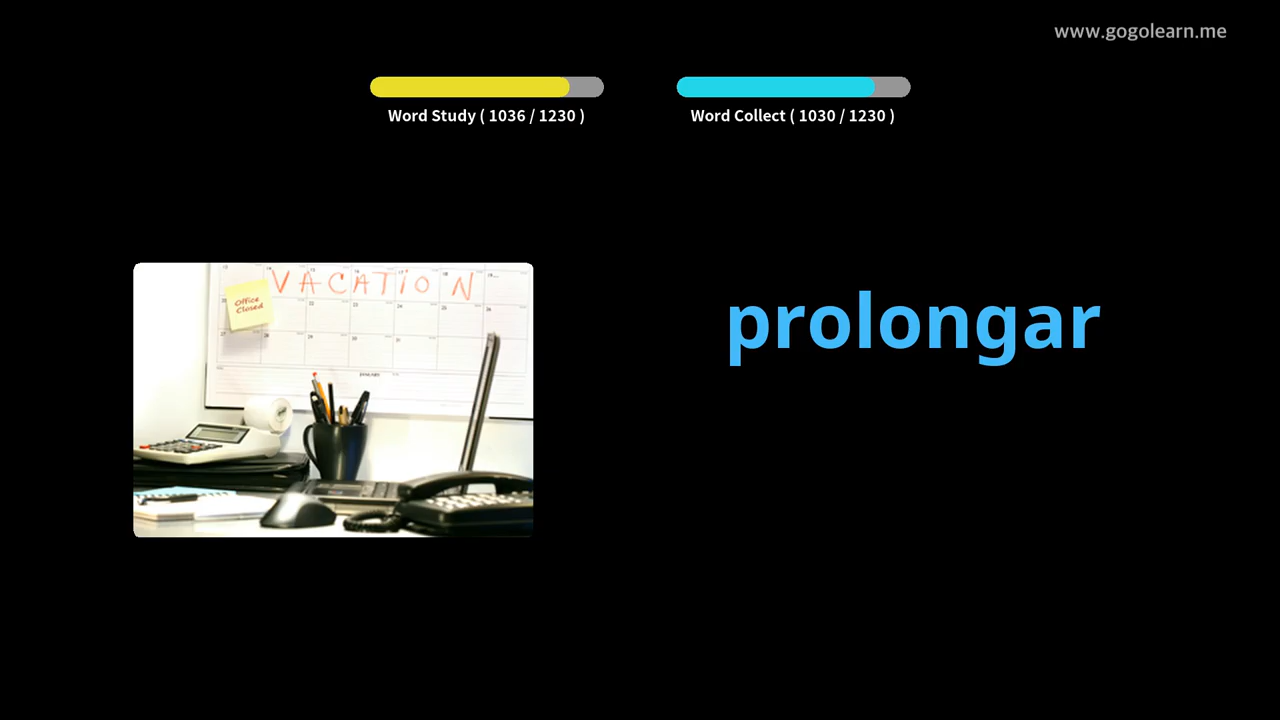 www.gogolearn.me
Word Study ( 1036 / 1230 )
Word Collect ( 1030 / 1230 )
VACATION
Office
Closed
prolongar